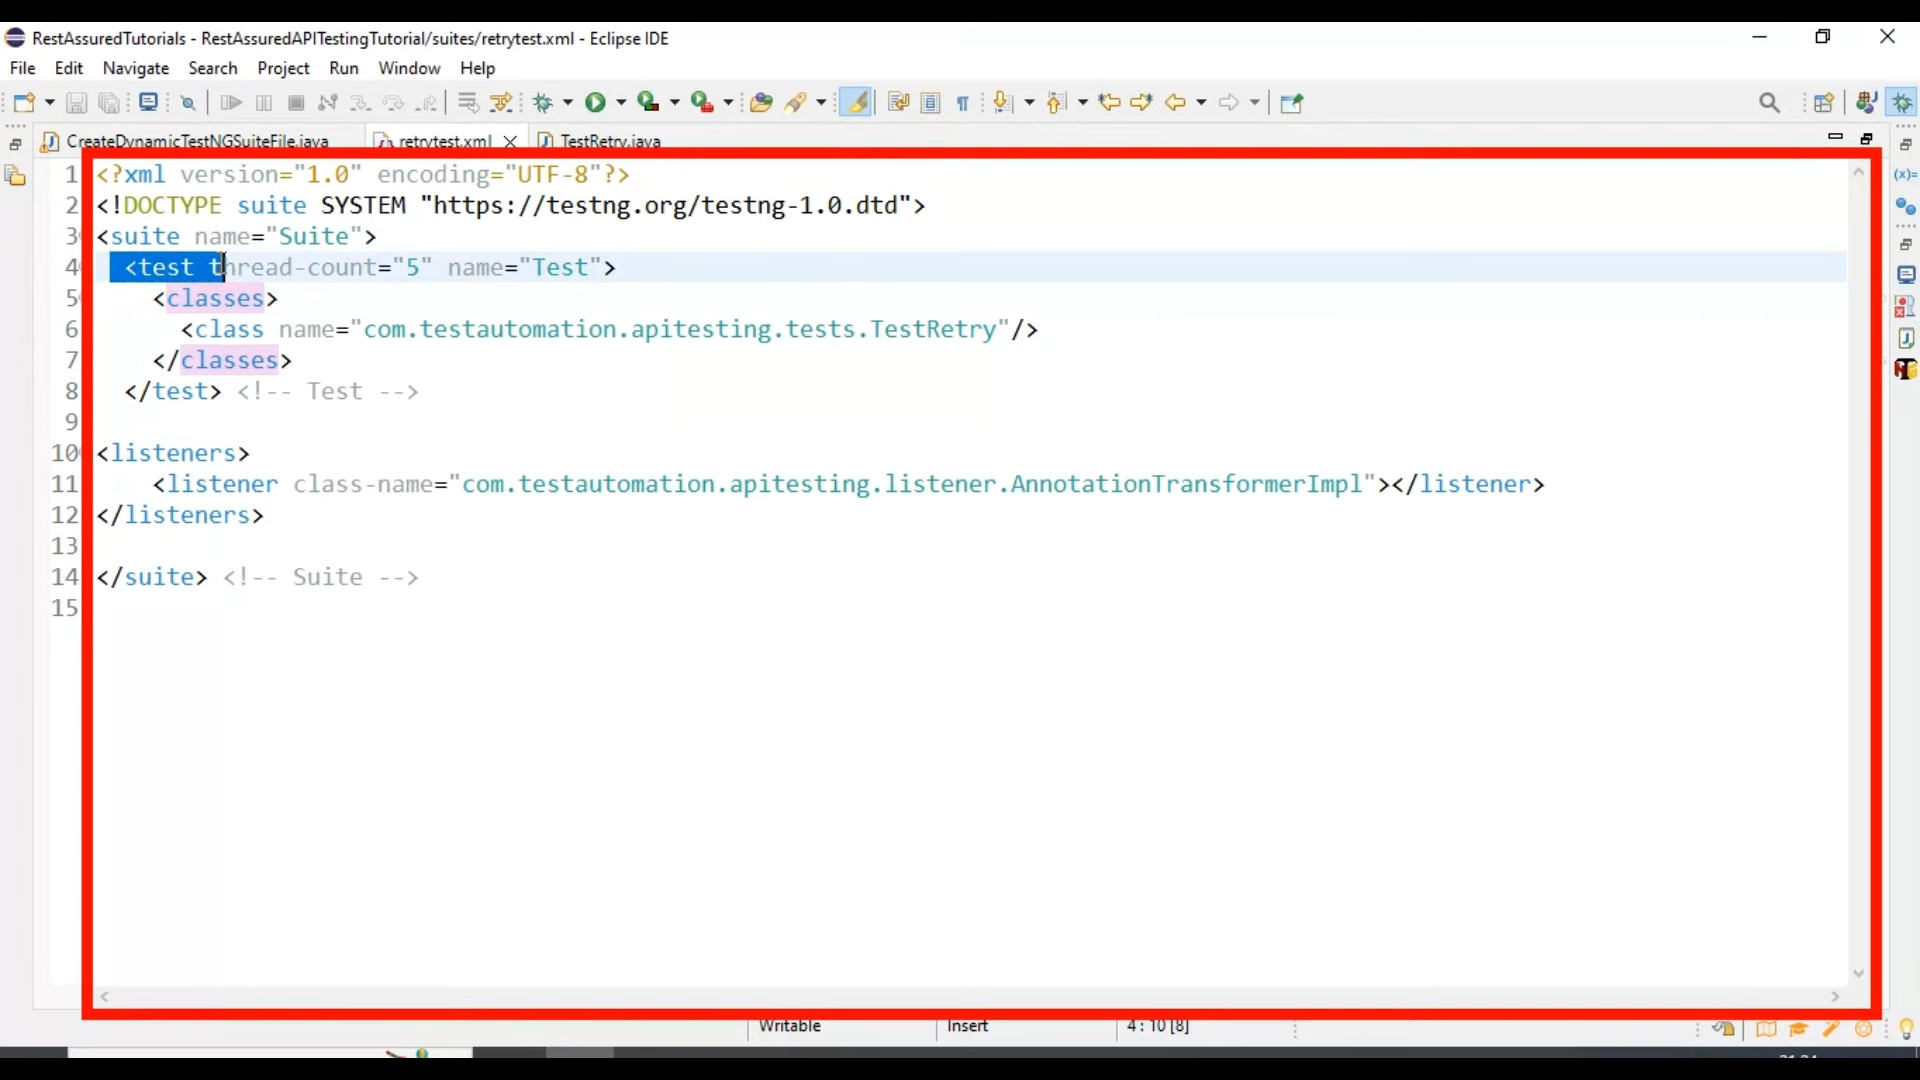 RestAssuredTutorials - RestAssuredAPITestingTutorial/suites/retrytest.xml - Eclipse IDE
File Edit Navigate Search Project Run Window Help
CreateDynamicTestNGSuiteFile.java retrytest.xml TestRetry.java
1 <?xml version="1.0" encoding="UTF-8"?>
2 <!DOCTYPE suite SYSTEM "https://testng.org/testng-1.0.dtd">
3 <suite name="Suite">
4 <test thread-count="5" name="Test">
5 <classes>
6 <class name="com.testautomation.apitesting.tests.TestRetry"/>
7 </classes>
8 </test> <!-- Test -->
9
10 <listeners>
11 <listener class-name="com.testautomation.apitesting.listener.AnnotationTransformerImpl"></listener>
12 </listeners>
13
14 </suite> <!-- Suite -->
15
Writable Insert 4 : 10 [8]